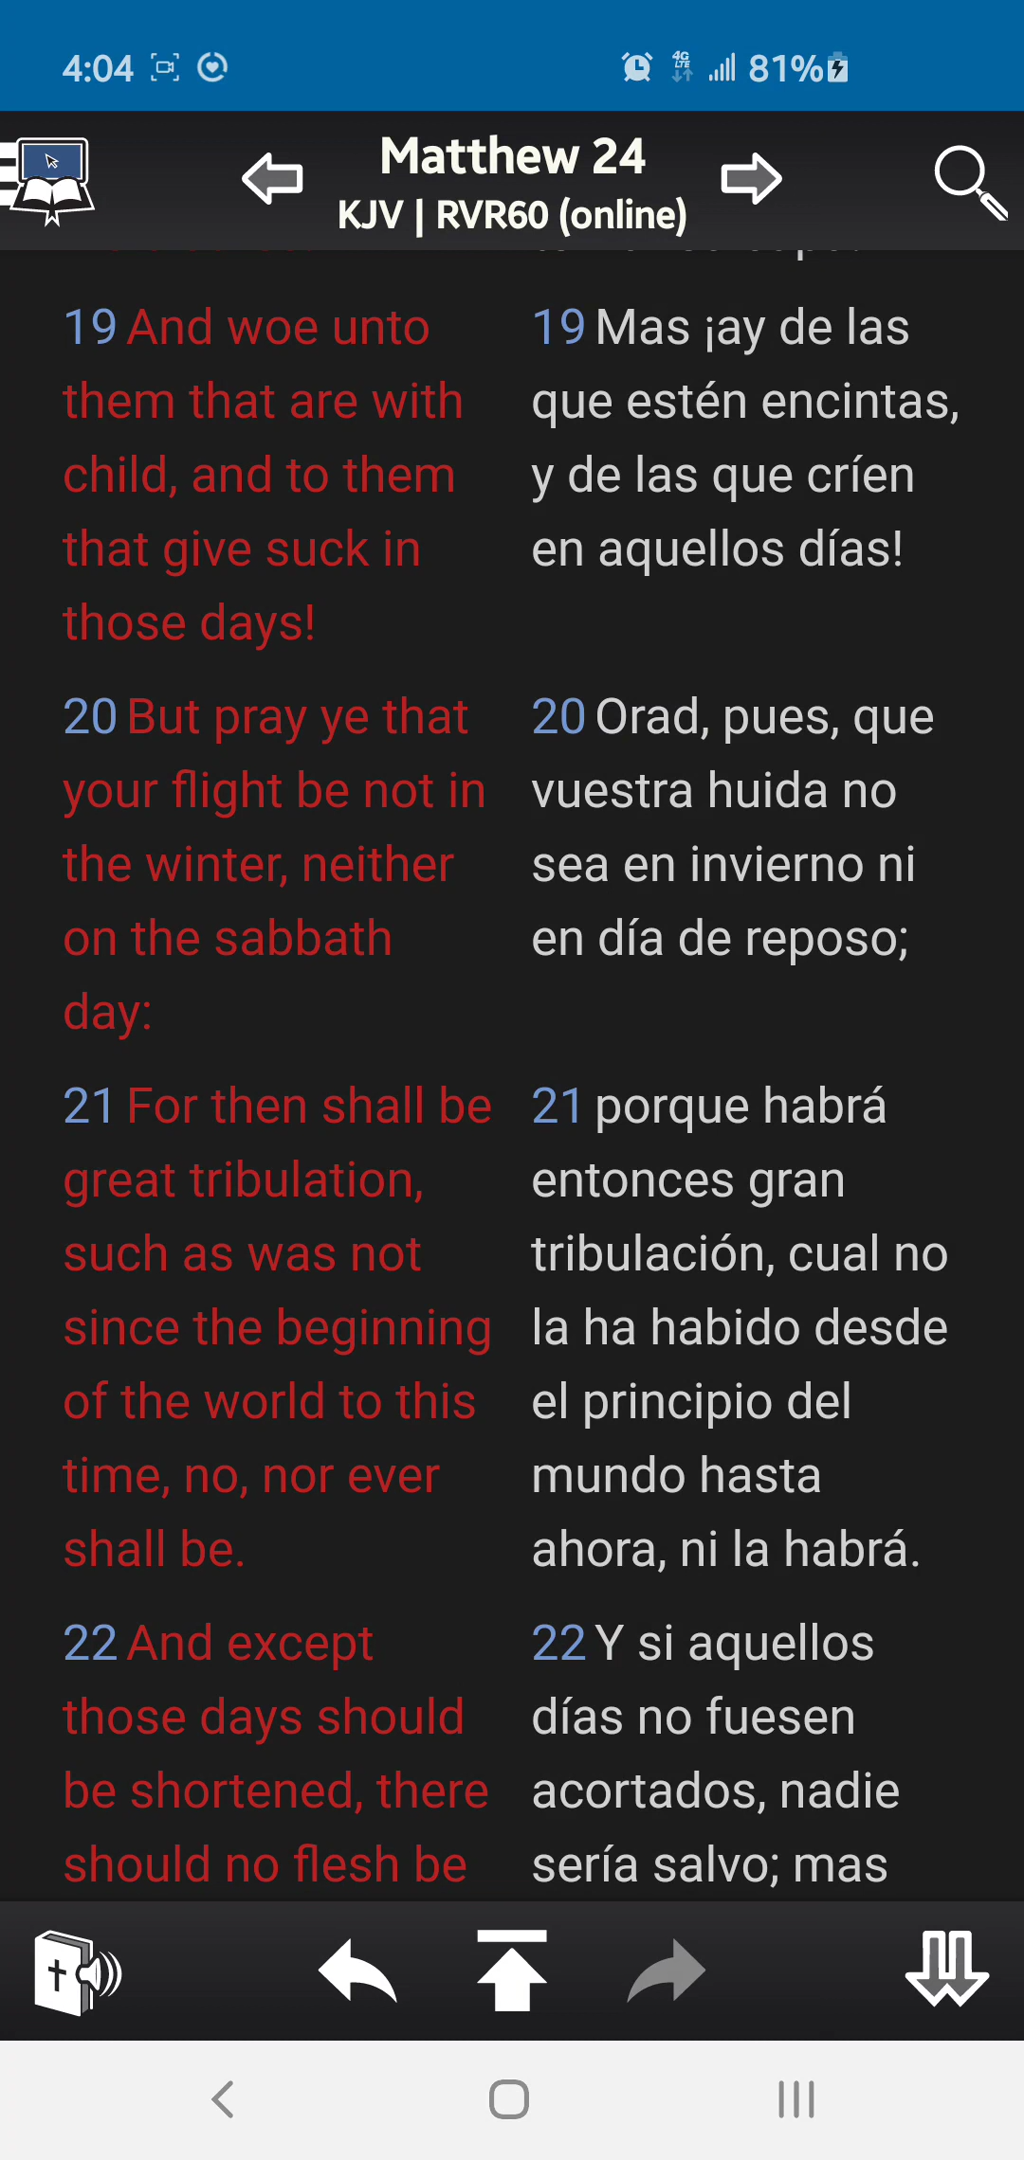 4:04
4G
LTE
81%
Matthew 24
KJV | RVR60 (online)
19 And woe unto
them that are with
child, and to them
that give suck in
those days!
19 Mas ¡ay de las
que estén encintas,
y de las que críen
en aquellos días!
20 But pray ye that
your flight be not in
the winter, neither
on the sabbath
day:
20 Orad, pues, que
vuestra huida no
sea en invierno ni
en día de reposo;
21 For then shall be
great tribulation,
such as was not
since the beginning
of the world to this
time, no, nor ever
shall be.
21 porque habrá
entonces gran
tribulación, cual no
la ha habido desde
el principio del
mundo hasta
ahora, ni la habrá.
22 And except
those days should
be shortened, there
should no flesh be
22 Y si aquellos
días no fuesen
acortados, nadie
sería salvo; mas